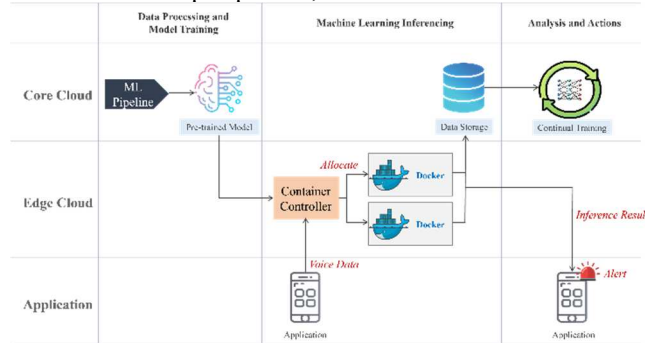 Data Processing and
Model Training
Machine Learning Inferencing
Analysis and Actions
Core Cloud
ML
Pipeline
Pre-trained Model
Data Storage
Continual Training
Edge Cloud
Allocate
Container
Controller
Docker
Docker
Inference Resul
Voice Data
Alert
Application
Application
Application